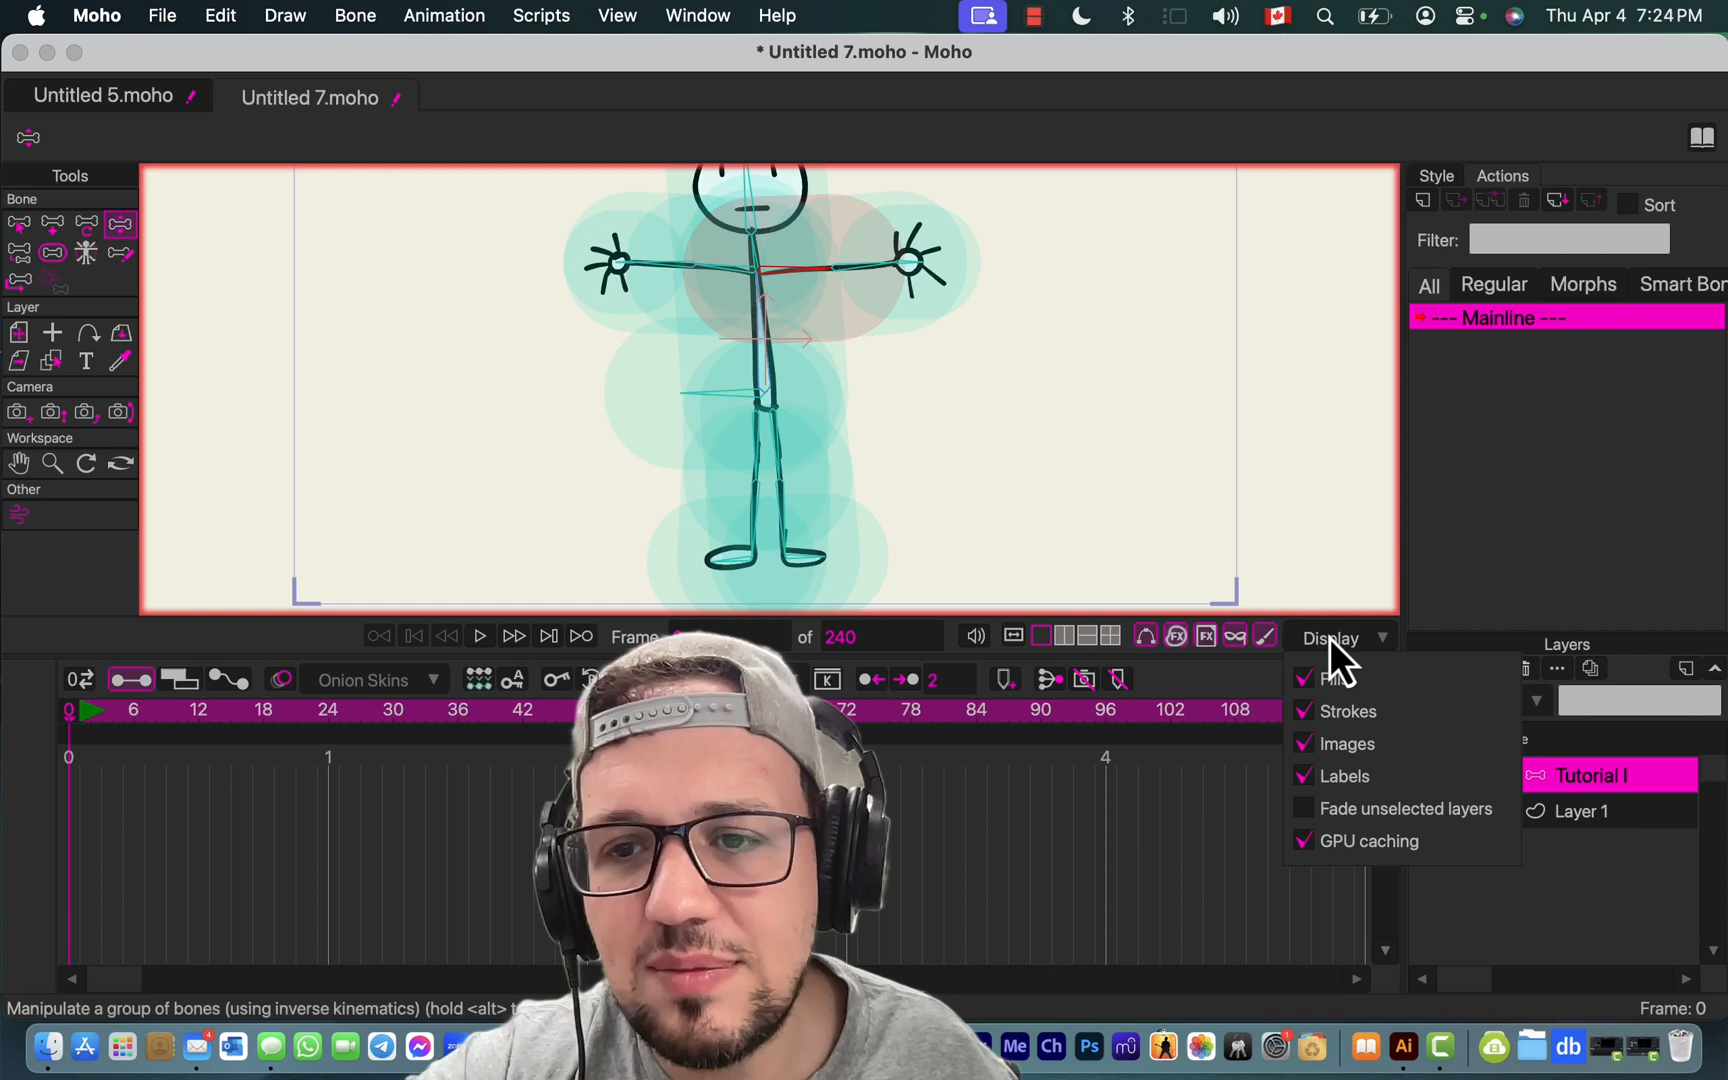 Moho File Edit Draw Bone Animation Scripts View Window Help Thu Apr 4 7:24 PM
* Untitled 7.moho - Moho
Untitled 5.moho Untitled 7.moho
Tools
Bone
Layer
T
Camera
Workspace
Other
Style Actions
Sort
Filter:
All Regular Morphs Smart Bon
--- Mainline ---
Frame of 240 Display
Onion Skins 2
0 6 12 18 24 30 36 42 72 78 84 90 96 102 108
0 1 4
Strokes
Images
Labels
Fade unselected layers
GPU caching
Layers
Tutorial I
Layer 1
Manipulate a group of bones (using inverse kinematics) (hold <alt> t
Frame: 0
4 Me Ch Ps 1 Ai db